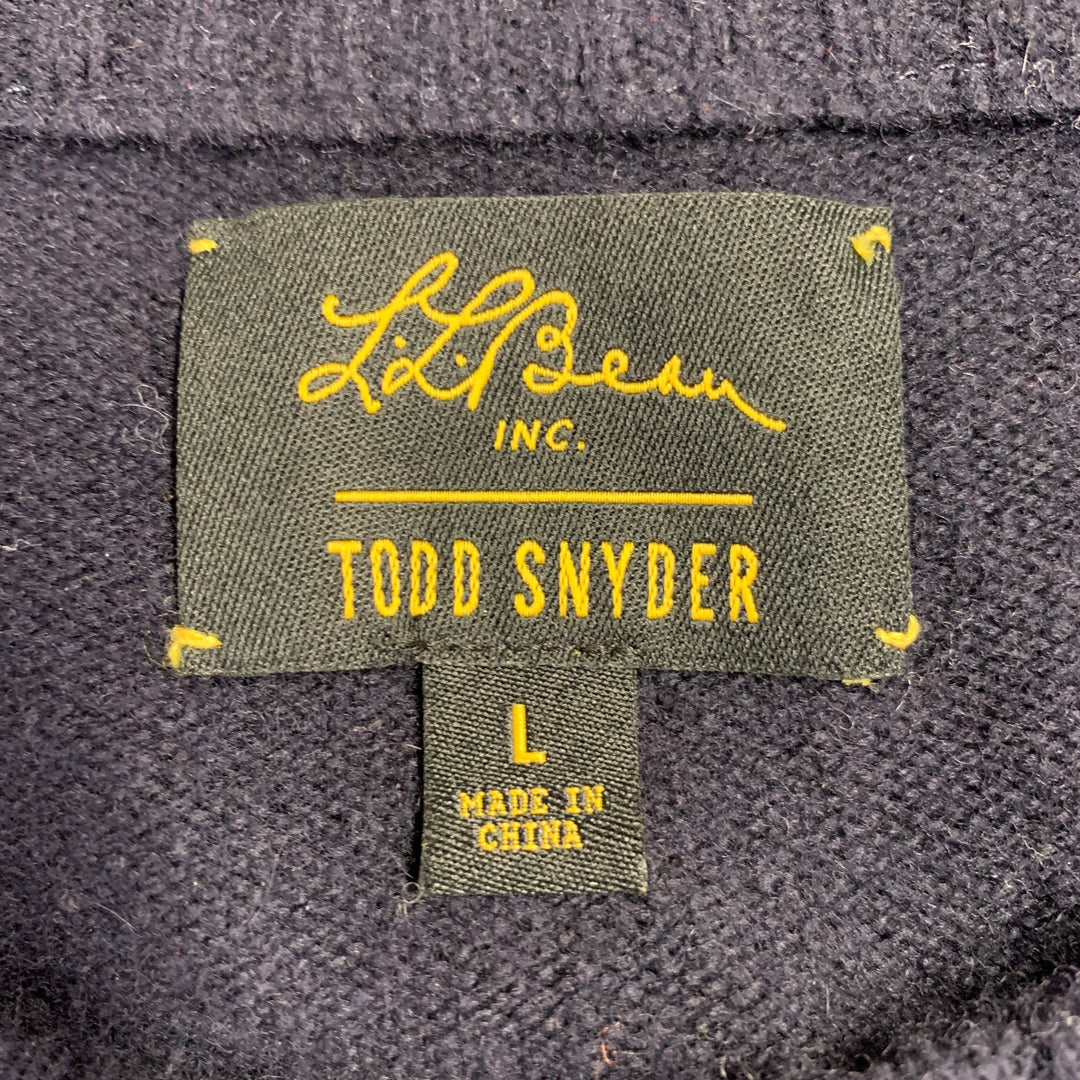 L.L.Bean
INC.
TODD SNYDER
L
MADE IN
CHINA